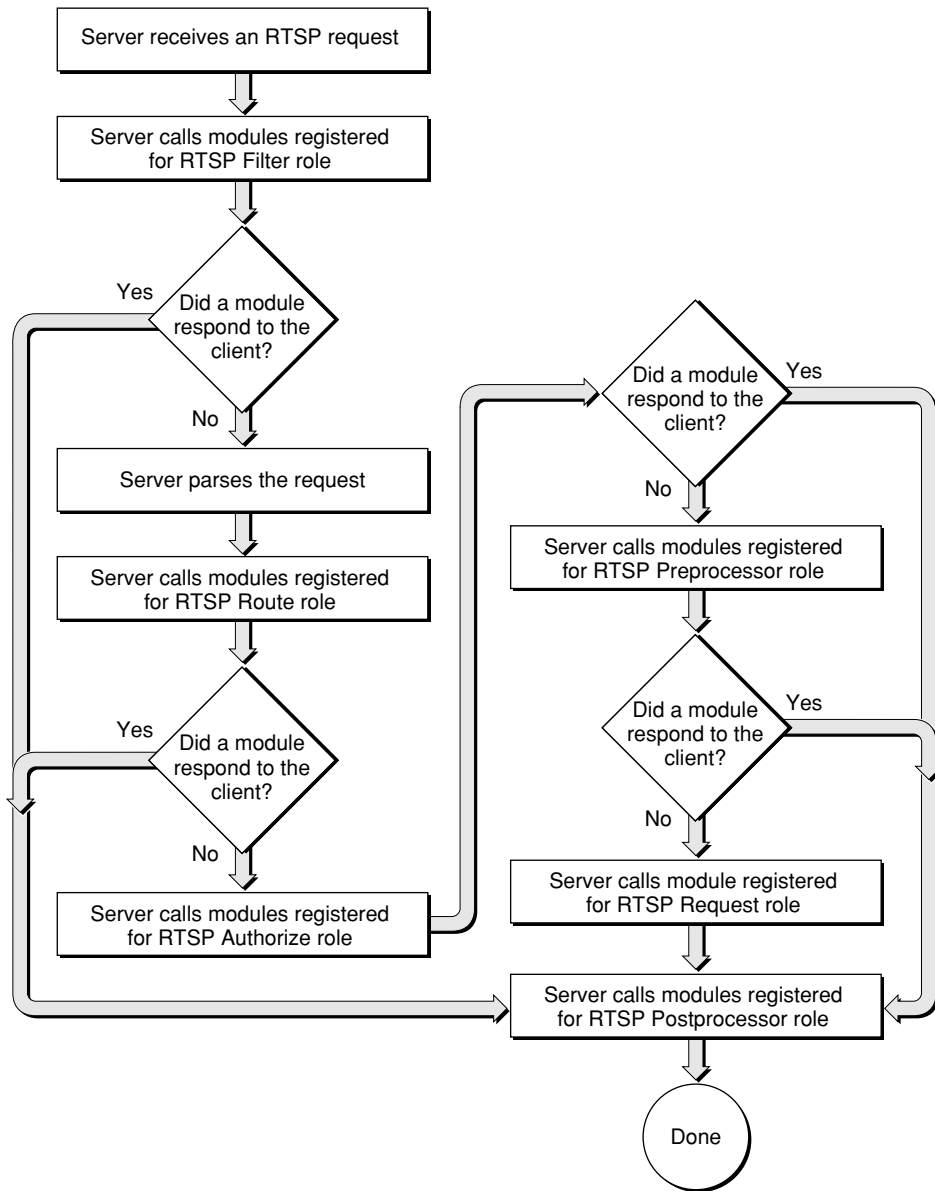 Server receives an RTSP request
Server calls modules registered
for RTSP Filter role
Yes
Did a module
respond to the
client?
No
Server parses the request
Server calls modules registered
for RTSP Route role
Yes
Did a module
respond to the
client?
No
Server calls modules registered
for RTSP Authorize role
Did a module
respond to the
client?
Yes
No
Server calls modules registered
for RTSP Preprocessor role
Did a module
respond to the
client?
Yes
No
Server calls module registered
for RTSP Request role
Server calls modules registered
for RTSP Postprocessor role
Done